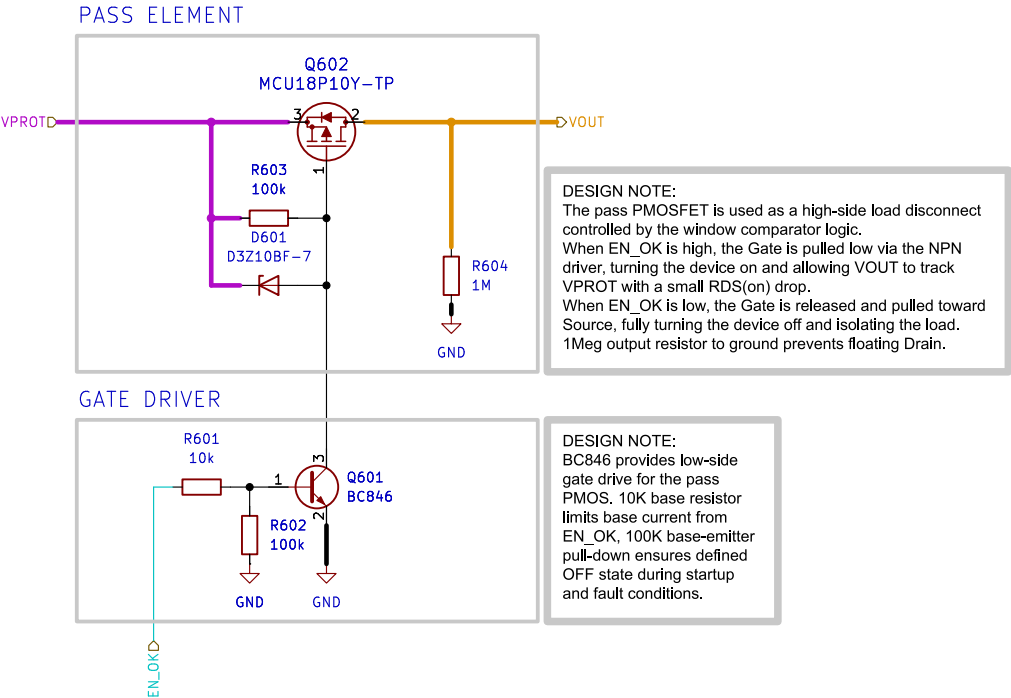 PASS ELEMENT
Q602
MCU18P10Y-TP
VPROT
3
2
VOUT
1
R603
100k
D601
D3Z10BF-7
R604
1M
GND
DESIGN NOTE:
The pass PMOSFET is used as a high-side load disconnect
controlled by the window comparator logic.
When EN_OK is high, the Gate is pulled low via the NPN
driver, turning the device on and allowing VOUT to track
VPROT with a small RDS(on) drop.
When EN_OK is low, the Gate is released and pulled toward
Source, fully turning the device off and isolating the load.
1Meg output resistor to ground prevents floating Drain.
GATE DRIVER
R601
10k
3
1
Q601
BC846
2
R602
100k
GND
GND
EN_OK
DESIGN NOTE:
BC846 provides low-side
gate drive for the pass
PMOS. 10K base resistor
limits base current from
EN_OK, 100K base-emitter
pull-down ensures defined
OFF state during startup
and fault conditions.